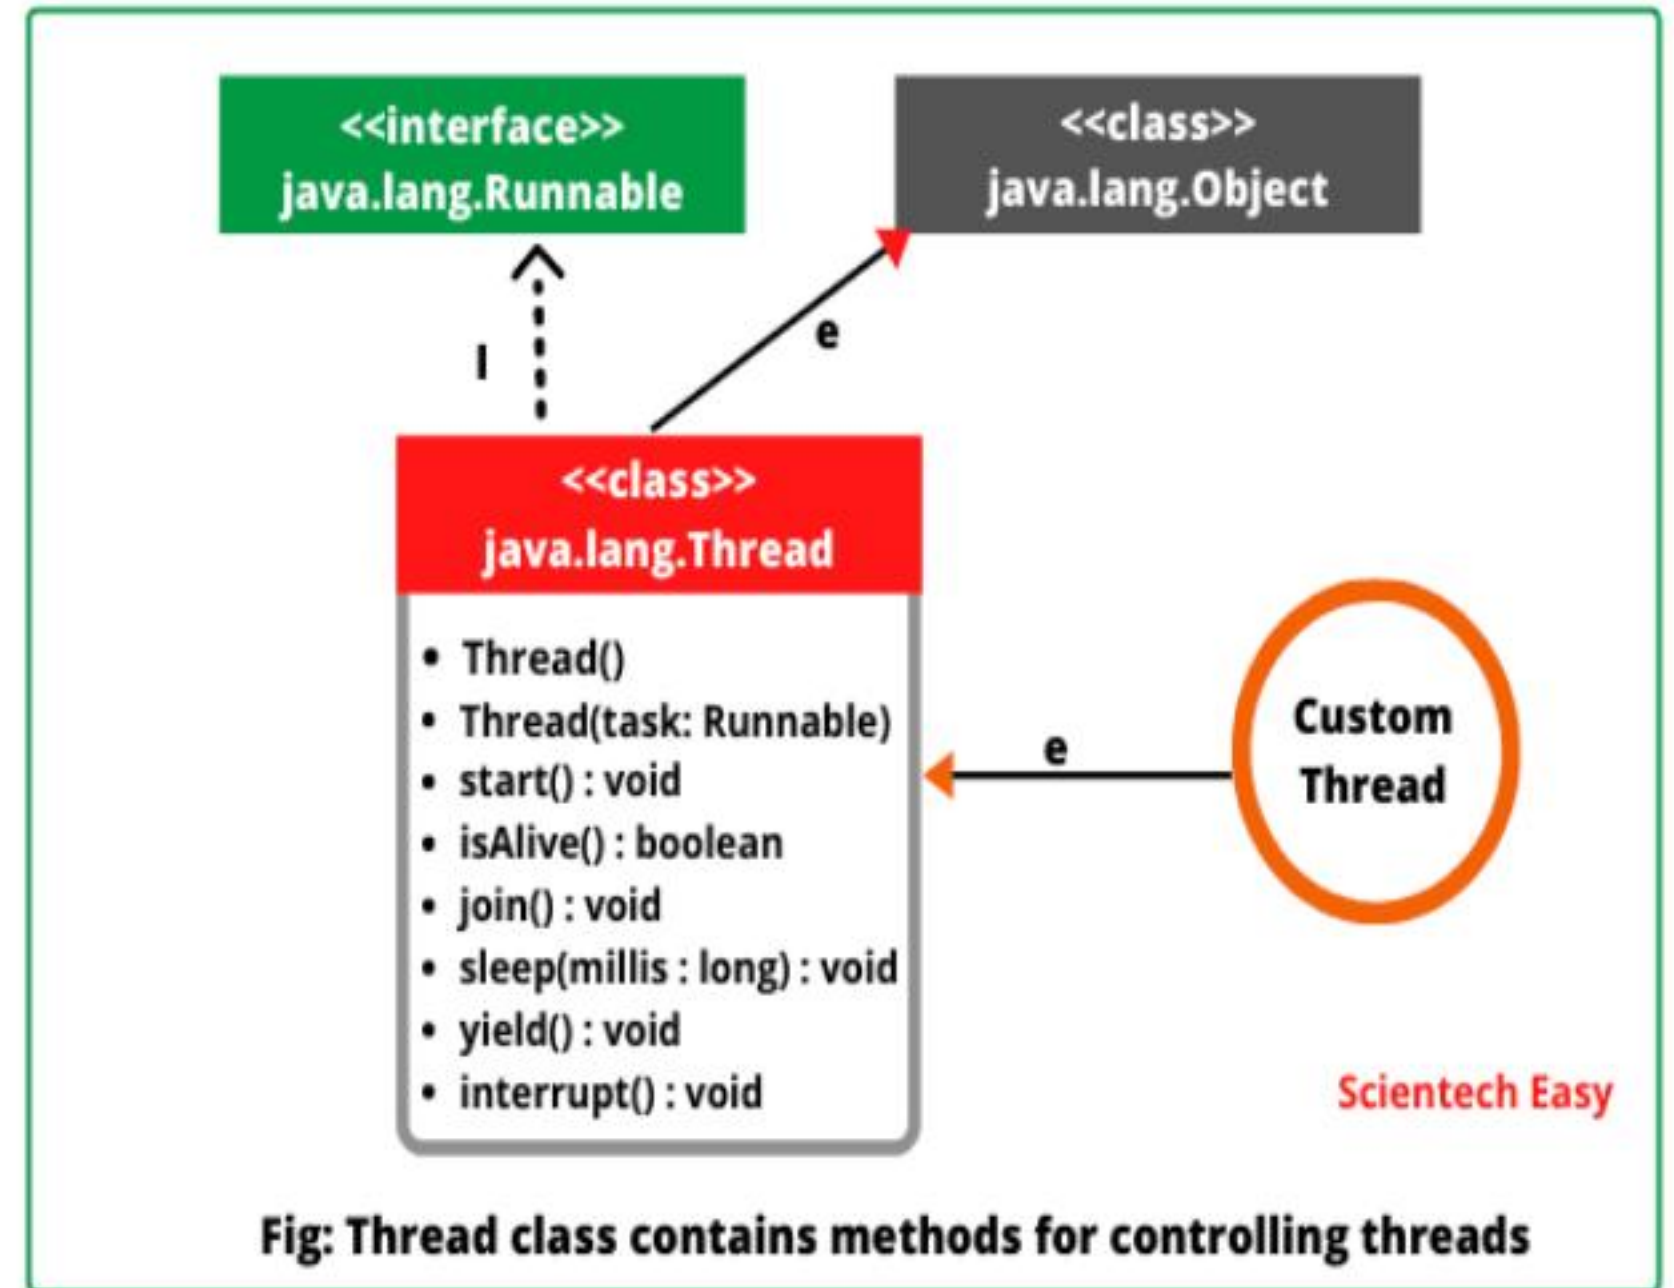 <<interface>>
java.lang.Runnable
<<class>>
java.lang.Object
I
e
<<class>>
java.lang.Thread
• Thread()
• Thread(task: Runnable)
• start() : void
• isAlive() : boolean
• join() : void
• sleep(millis : long) : void
• yield() : void
• interrupt() : void
e
Custom
Thread
Scientech Easy
Fig: Thread class contains methods for controlling threads